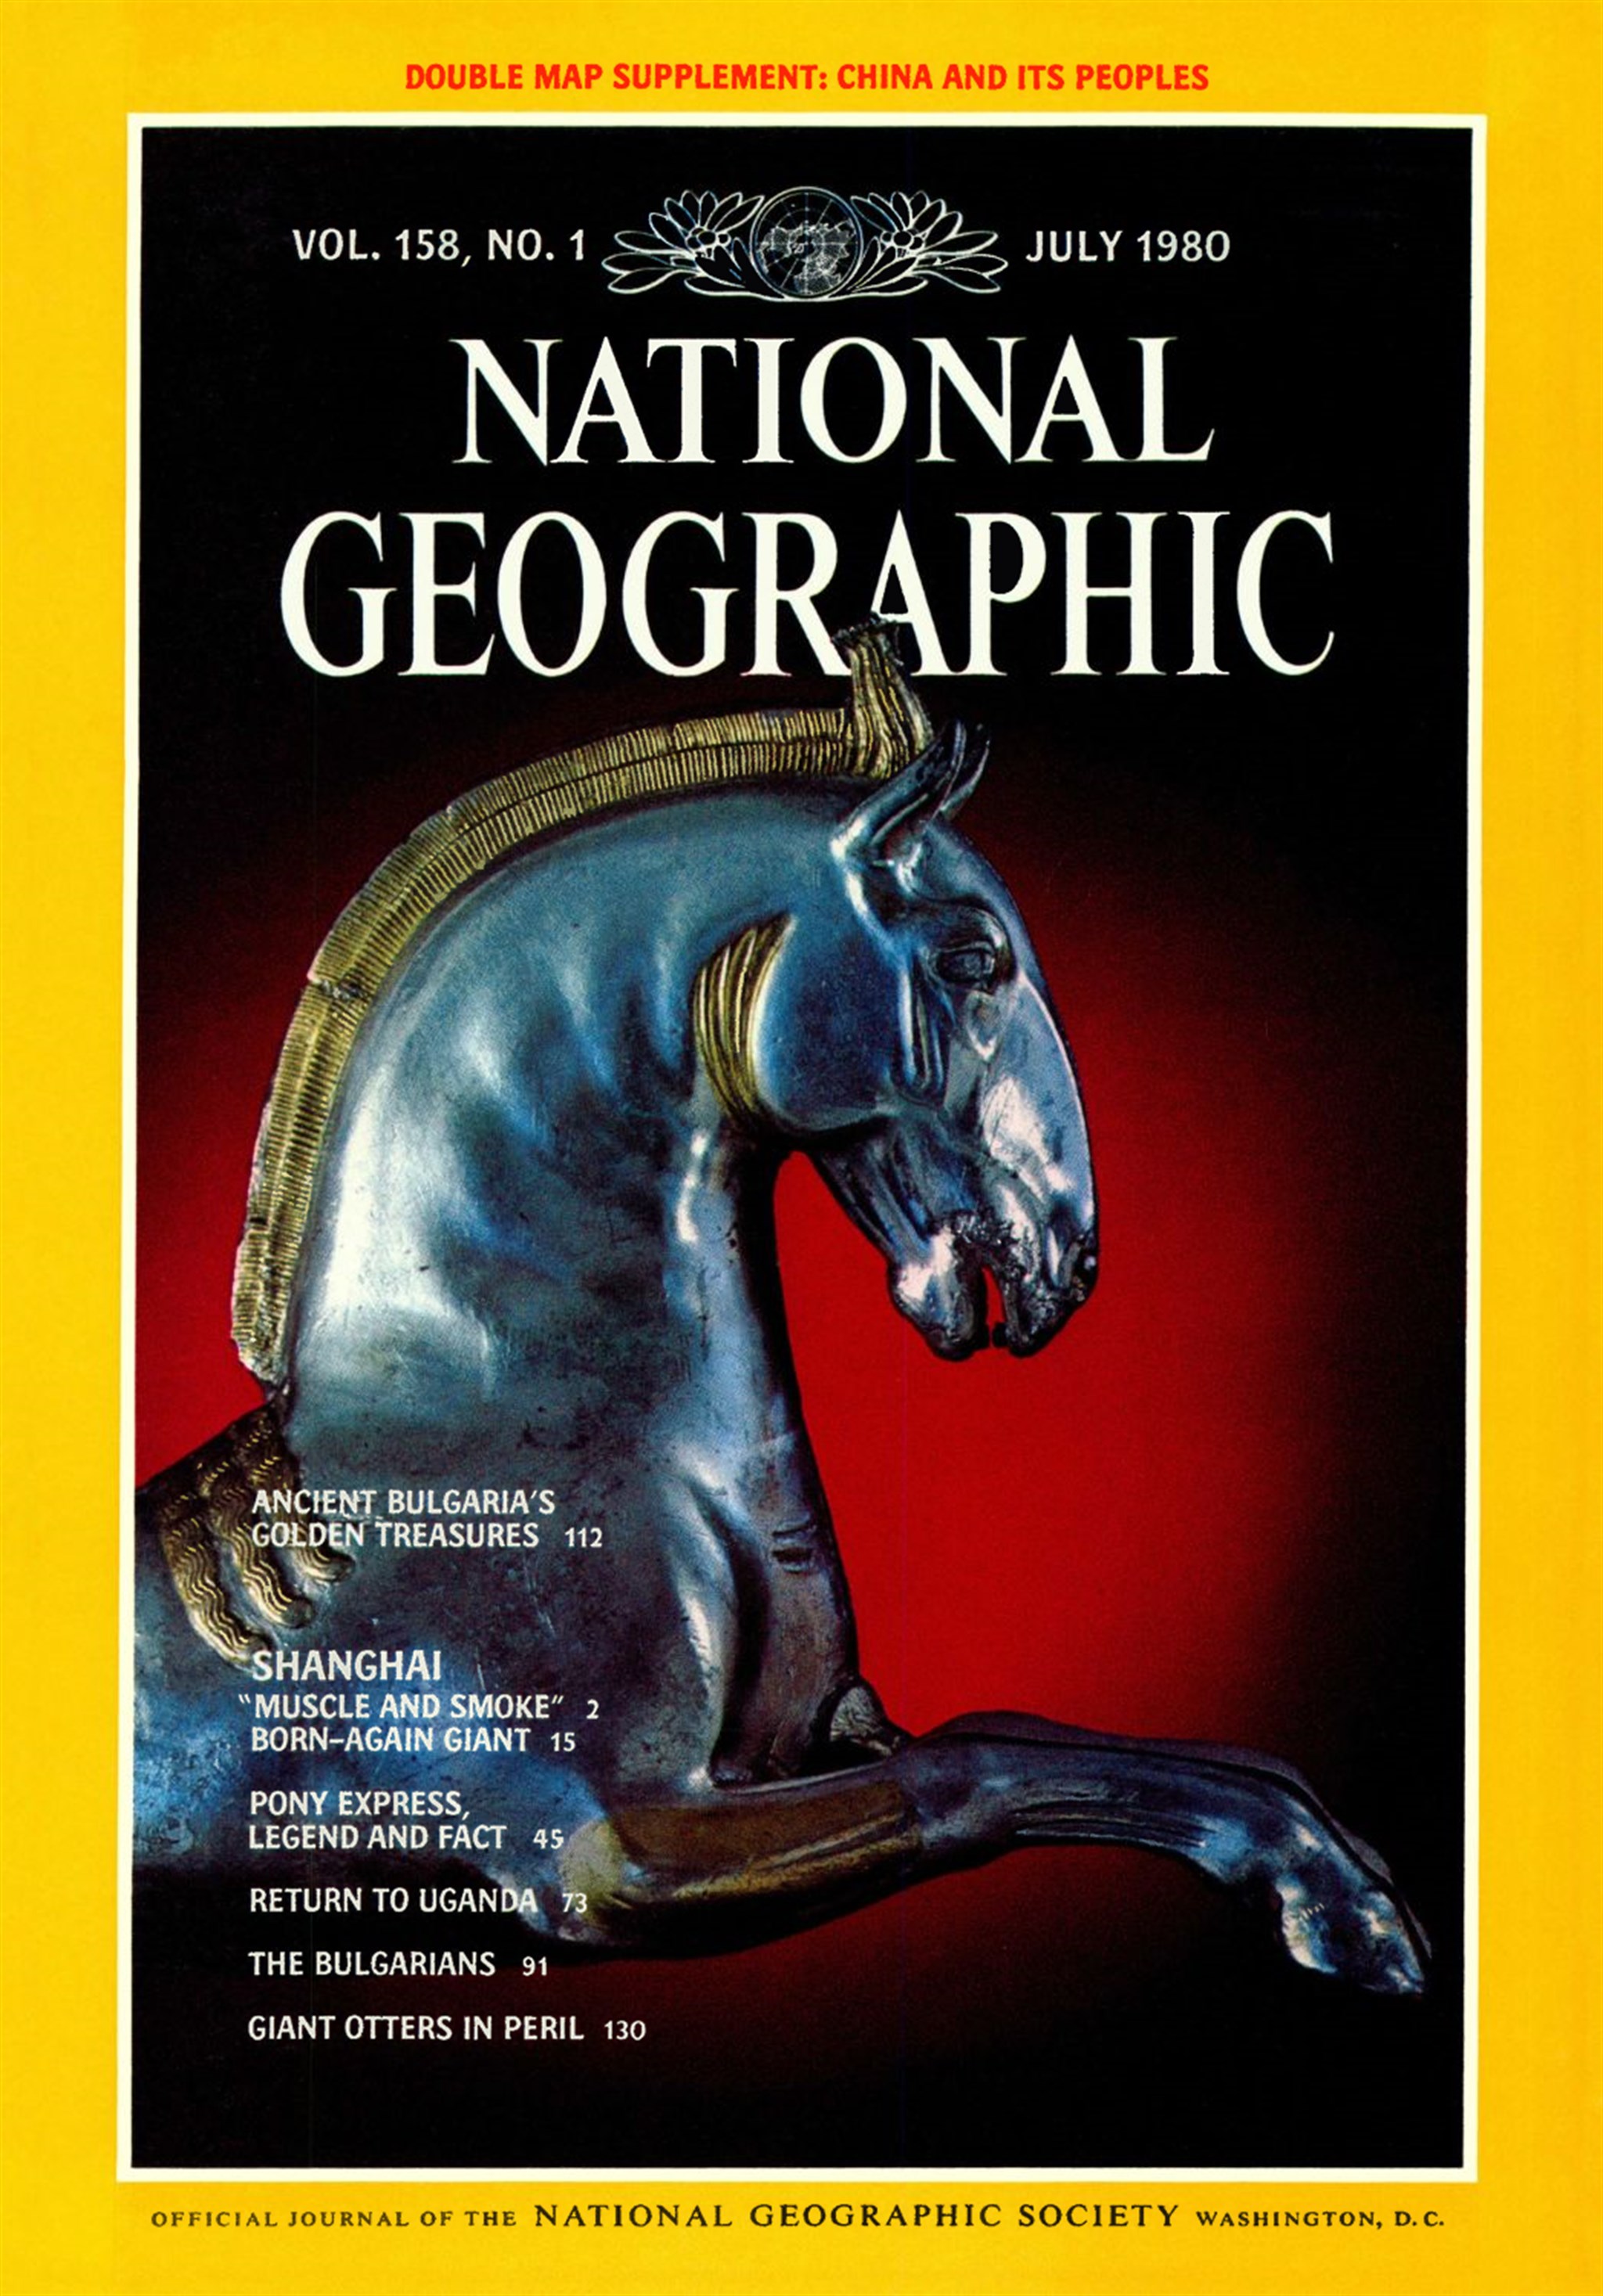 DOUBLE MAP SUPPLEMENT: CHINA AND ITS PEOPLES
VOL. 158, NO. 1 JULY 1980
NATIONAL
GEOGRAPHIC
ANCIENT BULGARIA'S
GOLDEN TREASURES 112
SHANGHAI
"MUSCLE AND SMOKE" 2
BORN-AGAIN GIANT 15
PONY EXPRESS,
LEGEND AND FACT 45
RETURN TO UGANDA 73
THE BULGARIANS 91
GIANT OTTERS IN PERIL 130
OFFICIAL JOURNAL OF THE NATIONAL GEOGRAPHIC SOCIETY WASHINGTON, D.C.